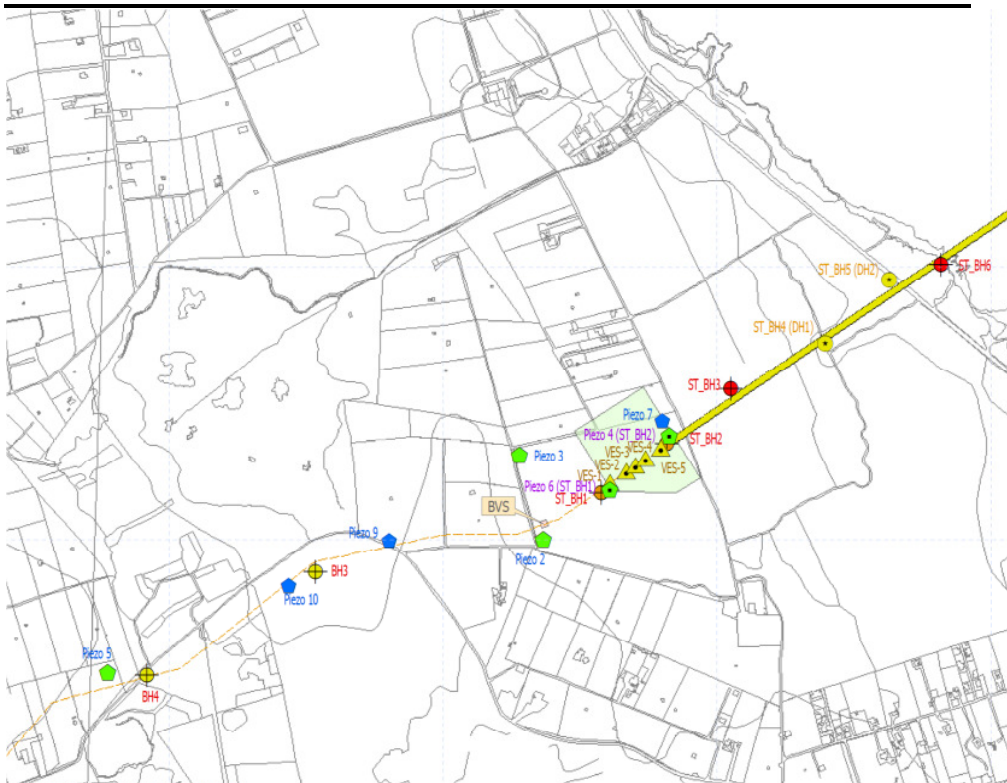 ST_BH5 (DH2)
ST_BH6
ST_BH4 (DH1)
ST_BH3
Piezo 7
Piezo 4 (ST_BH2)
ST_BH2
VES-4
VES-3
VES-5
VES-2
VES-1
Piezo 3
Piezo 6 (ST_BH1)
ST_BH1
BVS
Piezo 9
Piezo 2
BH3
Piezo 10
Piezo 5
BH4